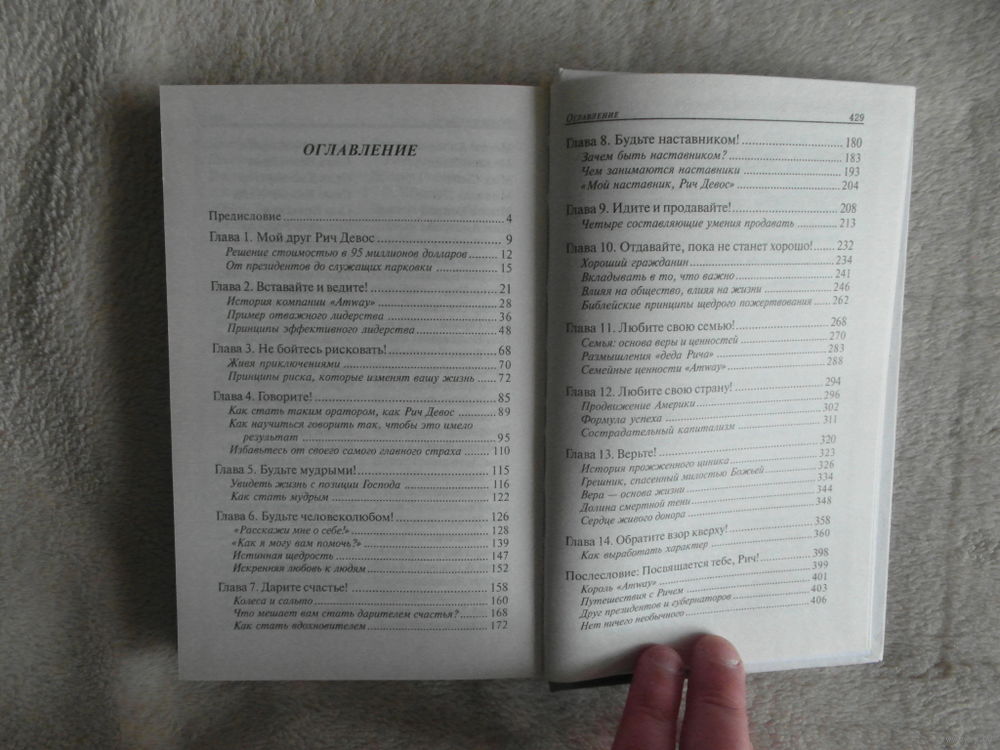 ОГЛАВЛЕНИЕ
Предисловие 4
Глава 1. Мой друг Рич Девос 9
Решение стоимостью в 95 миллионов долларов 12
От президентов до служащих парковки 15
Глава 2. Вставайте и ведите! 21
История компании «Amway» 28
Пример отважного лидерства 36
Принципы эффективного лидерства 48
Глава 3. Не бойтесь рисковать! 68
Живя приключениями 70
Принципы риска, которые изменят вашу жизнь 72
Глава 4. Говорите! 85
Как стать таким оратором, как Рич Девос 89
Как научиться говорить так, чтобы это имело
результат 95
Избавьтесь от своего самого главного страха 110
Глава 5. Будьте мудрыми! 115
Увидеть жизнь с позиции Господа 116
Как стать мудрым 122
Глава 6. Будьте человеколюбом! 126
«Расскажи мне о себе!» 128
«Как я могу вам помочь?» 139
Истинная щедрость 147
Искренняя любовь к людям 152
Глава 7. Дарите счастье! 158
Колеса и сальто 160
Что мешает вам стать дарителем счастья? 168
Как стать вдохновителем 172
ОГЛАВЛЕНИЕ 429
Глава 8. Будьте наставником! 180
Зачем быть наставником? 183
Чем занимаются наставники 193
«Мой наставник, Рич Девос» 204
Глава 9. Идите и продавайте! 208
Четыре составляющие умения продавать 213
Глава 10. Отдавайте, пока не станет хорошо! 232
Хороший гражданин 234
Вкладывать в то, что важно 241
Влияя на общество, влияя на жизни 246
Библейские принципы щедрого пожертвования 262
Глава 11. Любите свою семью! 268
Семья: основа веры и ценностей 270
Размышления «деда Рича» 283
Семейные ценности «Amway» 288
Глава 12. Любите свою страну! 294
Продвижение Америки 296
Формула успеха 302
Сострадательный капитализм 311
Глава 13. Верьте! 320
История прожженного циника 323
Грешник, спасенный милостью Божьей 326
Вера — основа жизни 334
Долина смертной тени 344
Сердце живого донора 348
Глава 14. Обратите взор кверху! 358
Как выработать характер 360
Послесловие: Посвящается тебе, Рич! 398
Король «Amway» 399
Путешествия с Ричем 401
Друг президентов и губернаторов 403
Нет ничего необычного 406